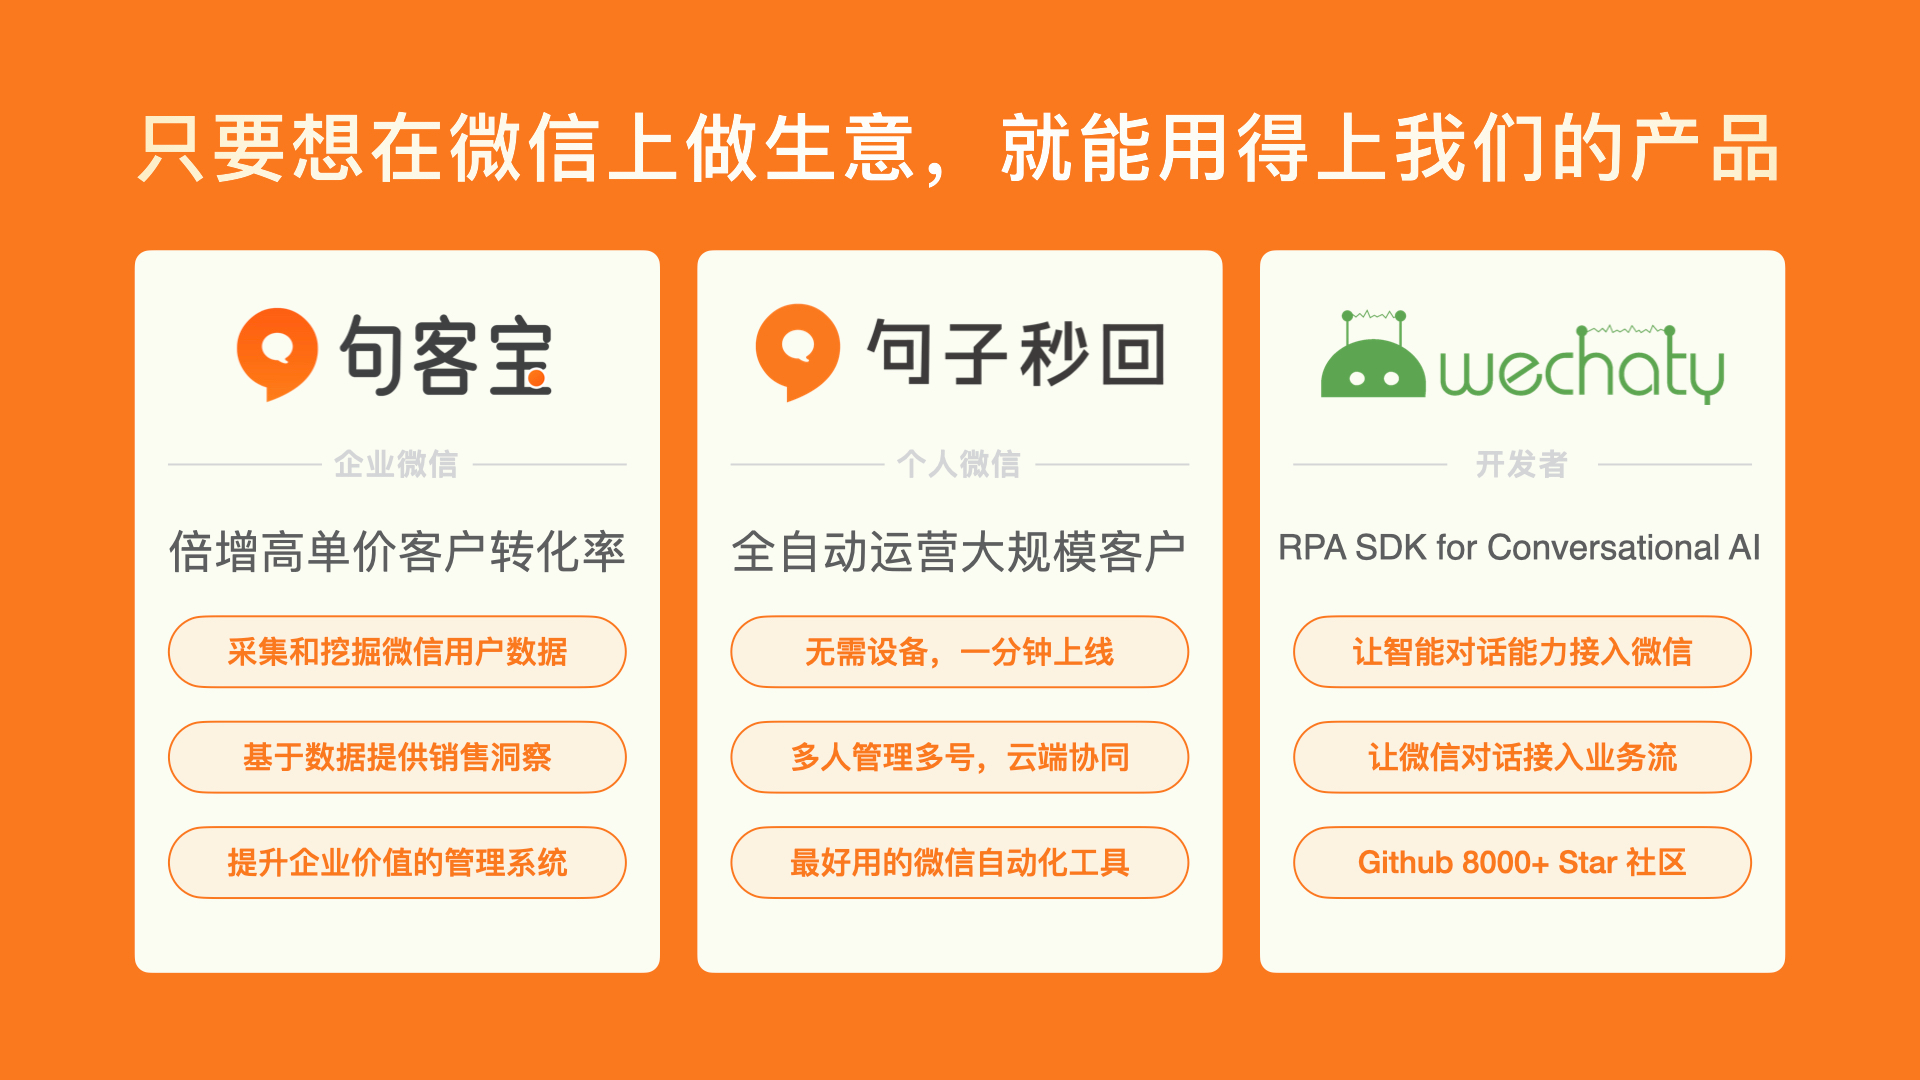 只要想在微信上做生意，就能用得上我们的产品
句客宝
企业微信
倍增高单价客户转化率
采集和挖掘微信用户数据
基于数据提供销售洞察
提升企业价值的管理系统
句子秒回
个人微信
全自动运营大规模客户
无需设备，一分钟上线
多人管理多号，云端协同
最好用的微信自动化工具
wechaty
开发者
RPA SDK for Conversational AI
让智能对话能力接入微信
让微信对话接入业务流
Github 8000+ Star 社区